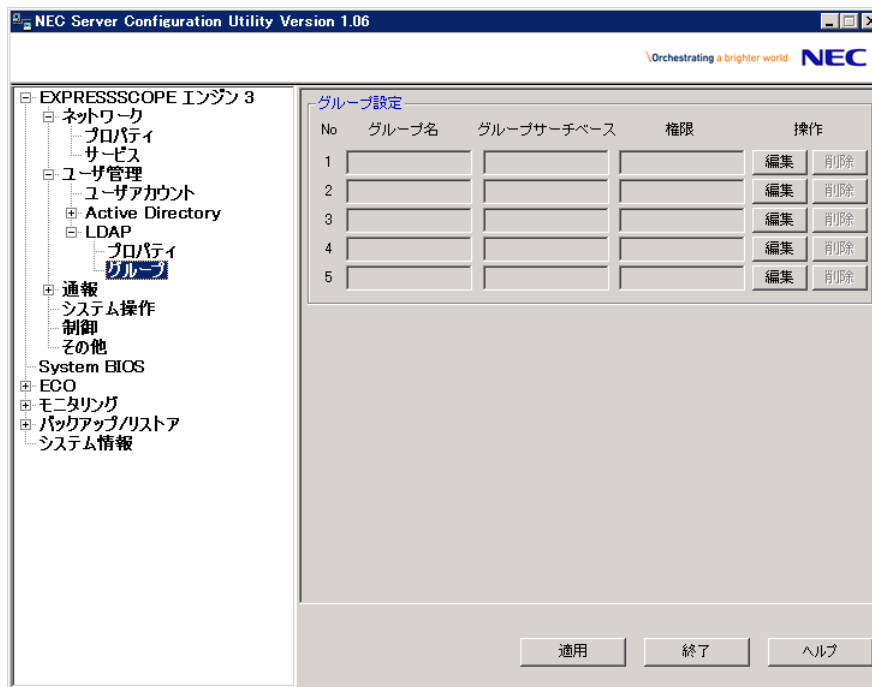 NEC Server Configuration Utility Version 1.06
\Orchestrating a brighter world NEC
EXPRESSSCOPE エンジン 3
ネットワーク
プロパティ
サービス
ユーザ管理
ユーザアカウント
Active Directory
LDAP
プロパティ
グループ
通報
システム操作
制御
その他
System BIOS
ECO
モニタリング
バックアップ/リストア
システム情報
グループ設定
No グループ名 グループサーチベース 権限 操作
1 編集 削除
2 編集 削除
3 編集 削除
4 編集 削除
5 編集 削除
適用 終了 ヘルプ